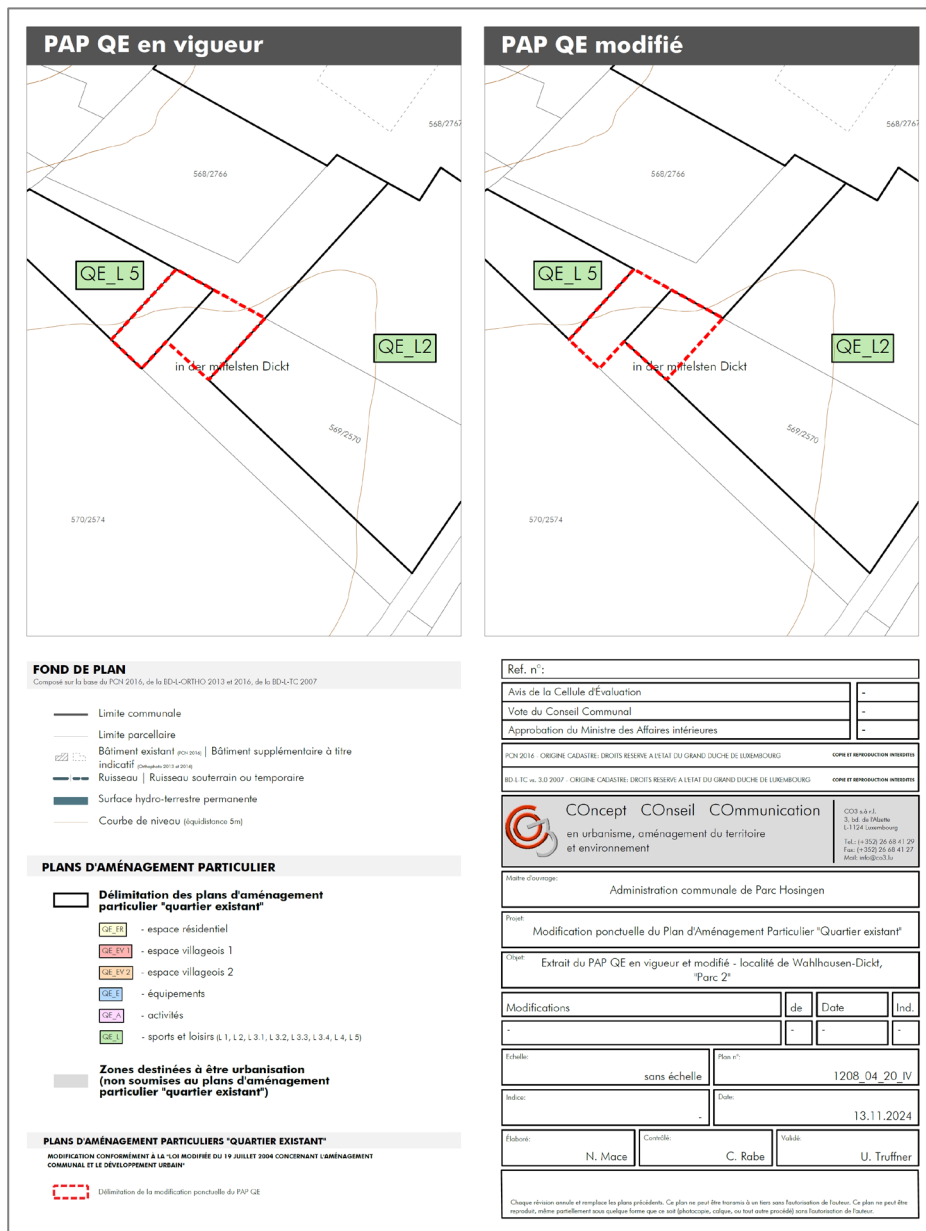 PAP QE en vigueur
568/2767
568/2766
QE_L 5
QE_L2
in der mittelsten Dickt
569/2570
570/2574
PAP QE modifié
568/2767
568/2766
QE_L 5
QE_L2
in der mittelsten Dickt
569/2570
570/2574
FOND DE PLAN
Composé sur la base du PCN 2016, de la BD-L-ORTHO 2013 et 2016, de la BD-L-TC 2007
Limite communale
Limite parcellaire
Bâtiment existant (PCN 2016) | Bâtiment supplémentaire à titre
indicatif (Orthophoto 2013 et 2016)
Ruisseau | Ruisseau souterrain ou temporaire
Surface hydro-terrestre permanente
Courbe de niveau (équidistance 5m)
PLANS D'AMÉNAGEMENT PARTICULIER
Délimitation des plans d'aménagement
particulier "quartier existant"
QE_ER - espace résidentiel
QE_EV 1 - espace villageois 1
QE_EV 2 - espace villageois 2
QE_E - équipements
QE_A - activités
QE_L - sports et loisirs (L 1, L 2, L 3.1, L 3.2, L 3.3, L 3.4, L 4, L 5)
Zones destinées à être urbanisation
(non soumises au plans d'aménagement
particulier "quartier existant")
PLANS D'AMÉNAGEMENT PARTICULIERS "QUARTIER EXISTANT"
MODIFICATION CONFORMÉMENT À LA "LOI MODIFIÉE DU 19 JUILLET 2004 CONCERNANT L'AMÉNAGEMENT
COMMUNAL ET LE DÉVELOPPEMENT URBAIN"
Délimitation de la modification ponctuelle du PAP QE
Ref. n°:
Avis de la Cellule d'Évaluation -
Vote du Conseil Communal -
Approbation du Ministre des Affaires intérieures -
PCN 2016 - ORIGINE CADASTRE: DROITS RESERVE A L'ETAT DU GRAND DUCHE DE LUXEMBOURG COPIE ET REPRODUCTION INTERDITES
BD L TC vs. 3.0 2007 - ORIGINE CADASTRE: DROITS RESERVE A L'ETAT DU GRAND DUCHE DE LUXEMBOURG COPIE ET REPRODUCTION INTERDITES
COncept COnseil COmmunication
en urbanisme, aménagement du territoire
et environnement
CO3 s.à r.l.
3, bd. de l'Alzette
L-1124 Luxembourg
Tel.: (+352) 26 68 41 29
Fax: (+352) 26 68 41 27
Mail: info@co3.lu
Maître d'ouvrage:
Administration communale de Parc Hosingen
Projet:
Modification ponctuelle du Plan d'Aménagement Particulier "Quartier existant"
Objet:
Extrait du PAP QE en vigueur et modifié - localité de Wahlhausen-Dickt,
"Parc 2"
Modifications de Date Ind.
- - - -
Echelle: Plan n°:
sans échelle 1208_04_20_IV
Indice: Date:
- 13.11.2024
Élaboré: Contrôlé: Validé:
N. Mace C. Rabe U. Truffner
Chaque révision annule et remplace les plans précédents. Ce plan ne peut être transmis à un tiers sans l'autorisation de l'auteur. Ce plan ne peut être
reproduit, même partiellement sous quelque forme que ce soit (photocopie, calque, ou tout autre procédé) sans l'autorisation de l'auteur.